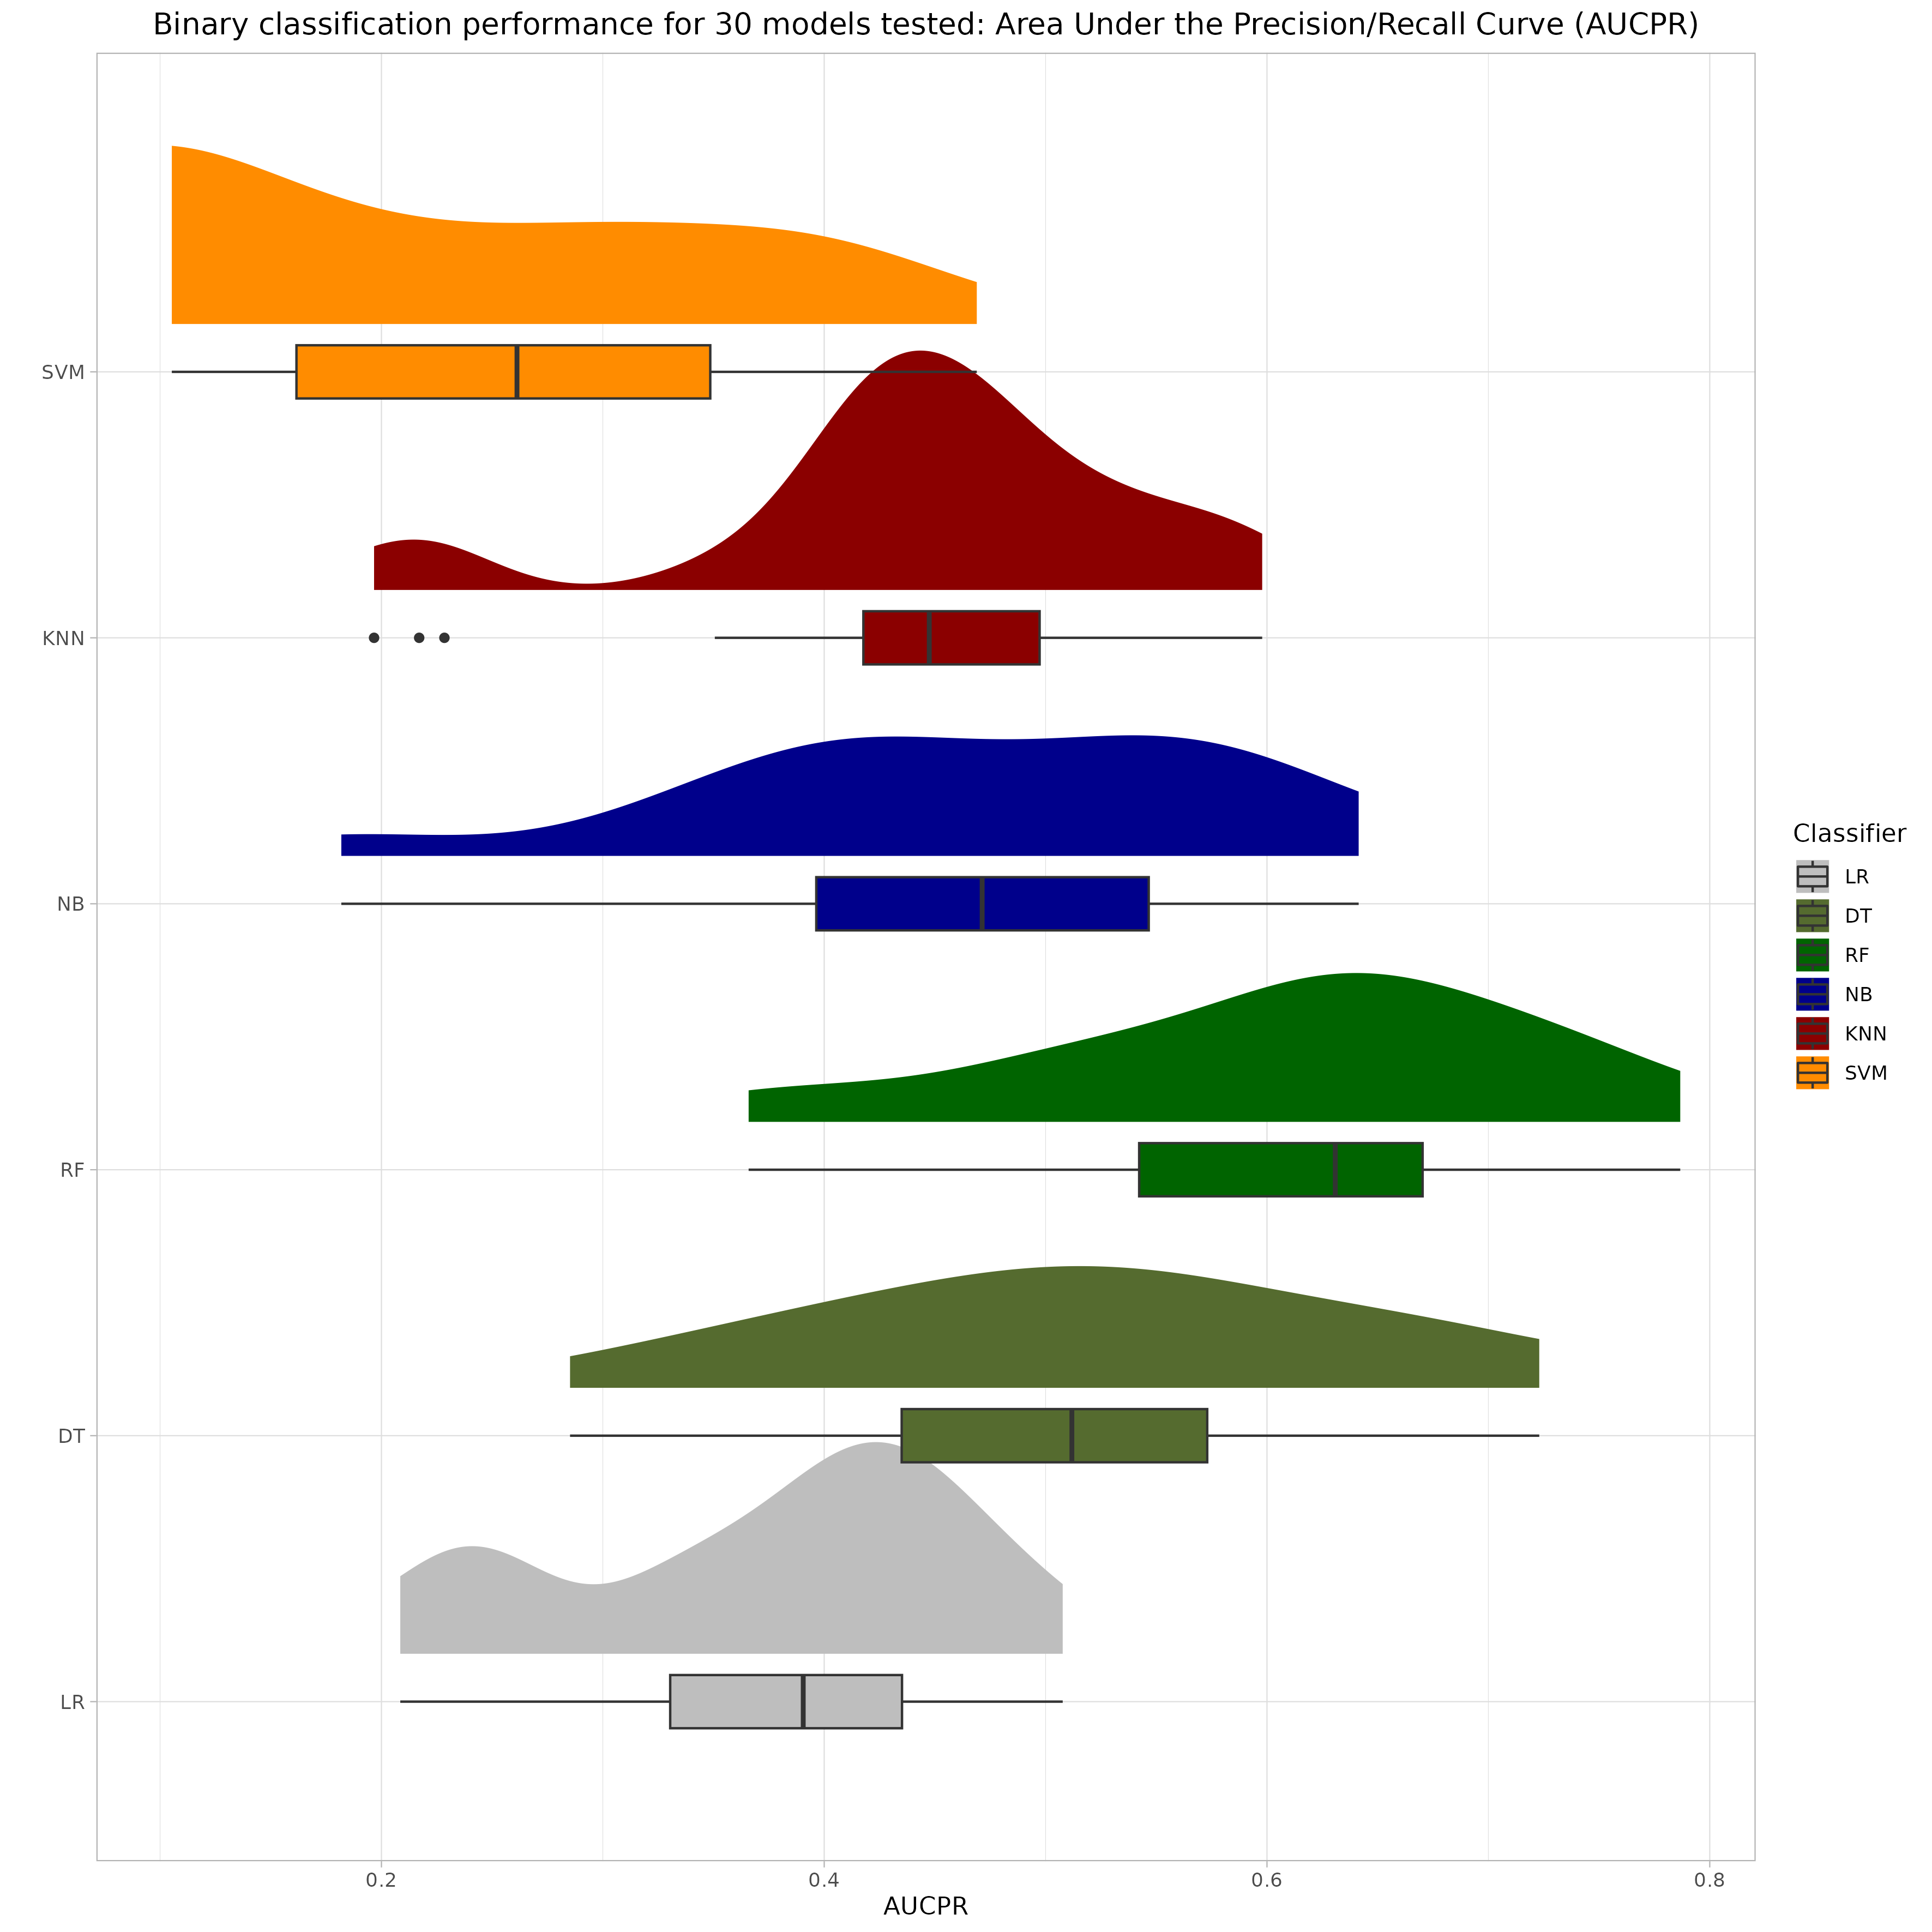 Binary classification performance for 30 models tested: Area Under the Precision/Recall Curve (AUCPR)
SVM
KNN
NB
RF
DT
LR
0.2
0.4
0.6
0.8
AUCPR
Classifier
LR
DT
RF
NB
KNN
SVM